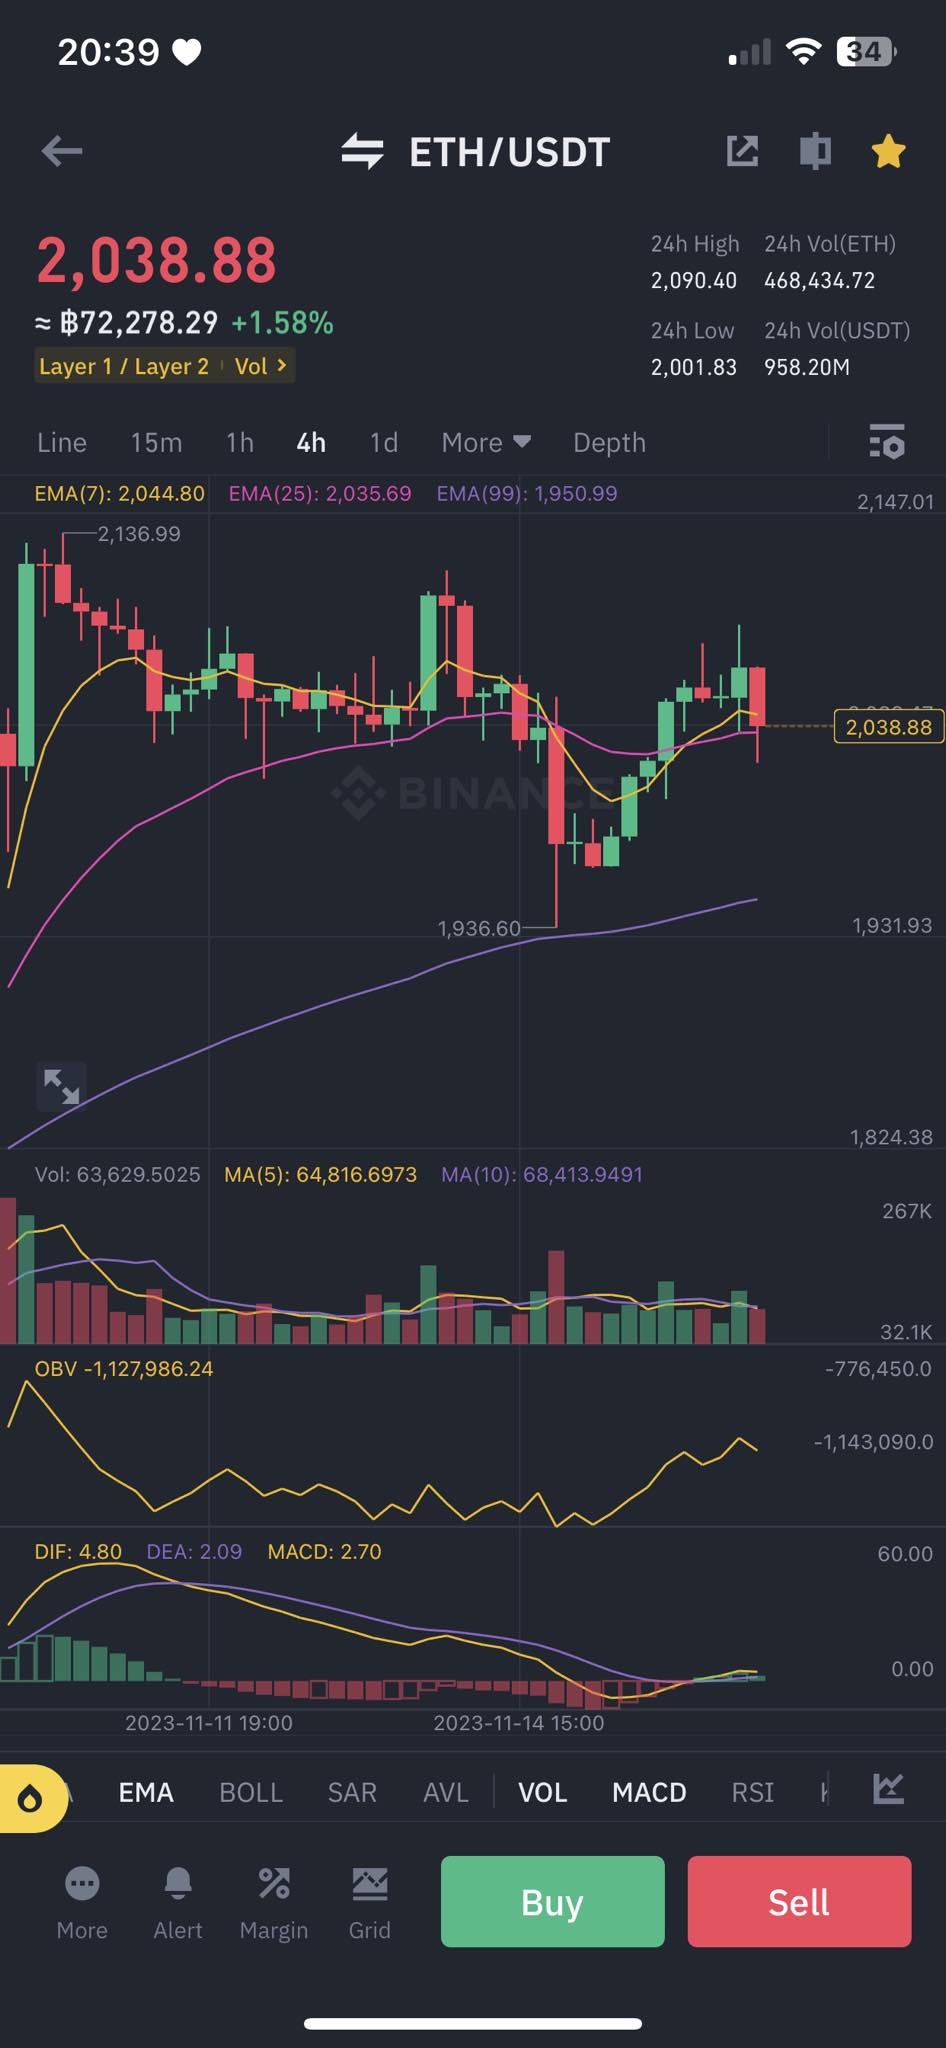 20:39
34
ETH/USDT
2,038.88
≈ ฿72,278.29 +1.58%
Layer 1 / Layer 2 Vol
24h High
2,090.40
24h Vol(ETH)
468,434.72
24h Low
2,001.83
24h Vol(USDT)
958.20M
Line 15m 1h 4h 1d More Depth
EMA(7): 2,044.80 EMA(25): 2,035.69 EMA(99): 1,950.99
2,147.01
2,136.99
2,038.88
BINANCE
1,936.60
1,931.93
1,824.38
Vol: 63,629.5025 MA(5): 64,816.6973 MA(10): 68,413.9491
267K
32.1K
OBV -1,127,986.24
-776,450.0
-1,143,090.0
DIF: 4.80 DEA: 2.09 MACD: 2.70
60.00
0.00
2023-11-11 19:00 2023-11-14 15:00
EMA BOLL SAR AVL VOL MACD RSI
More Alert Margin Grid
Buy Sell